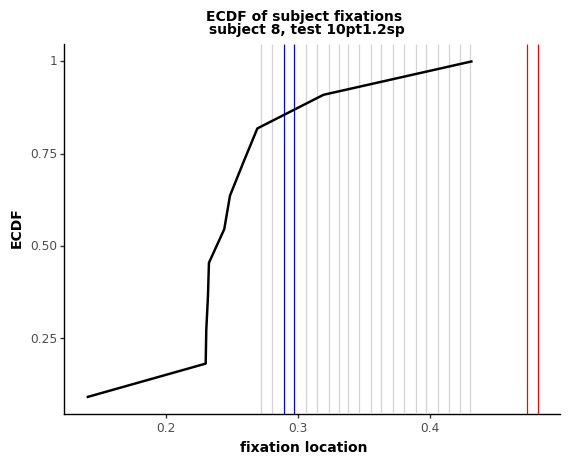 ECDF of subject fixations
subject 8, test 10pt1.2sp
1
0.75
0.50
0.25
ECDF
0.2 0.3 0.4
fixation location